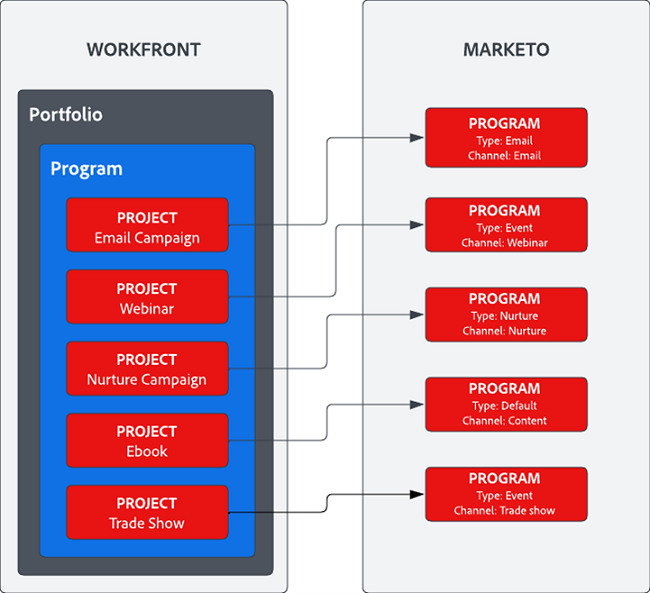 WORKFRONT
Portfolio
Program
PROJECT
Email Campaign
PROJECT
Webinar
PROJECT
Nurture Campaign
PROJECT
Ebook
PROJECT
Trade Show
MARKETO
PROGRAM
Type: Email
Channel: Email
PROGRAM
Type: Event
Channel: Webinar
PROGRAM
Type: Nurture
Channel: Nurture
PROGRAM
Type: Default
Channel: Content
PROGRAM
Type: Event
Channel: Trade show